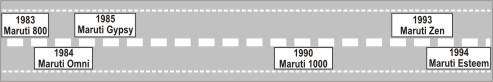 1983
Maruti 800
1984
Maruti Omni
1985
Maruti Gypsy
1990
Maruti 1000
1993
Maruti Zen
1994
Maruti Esteem